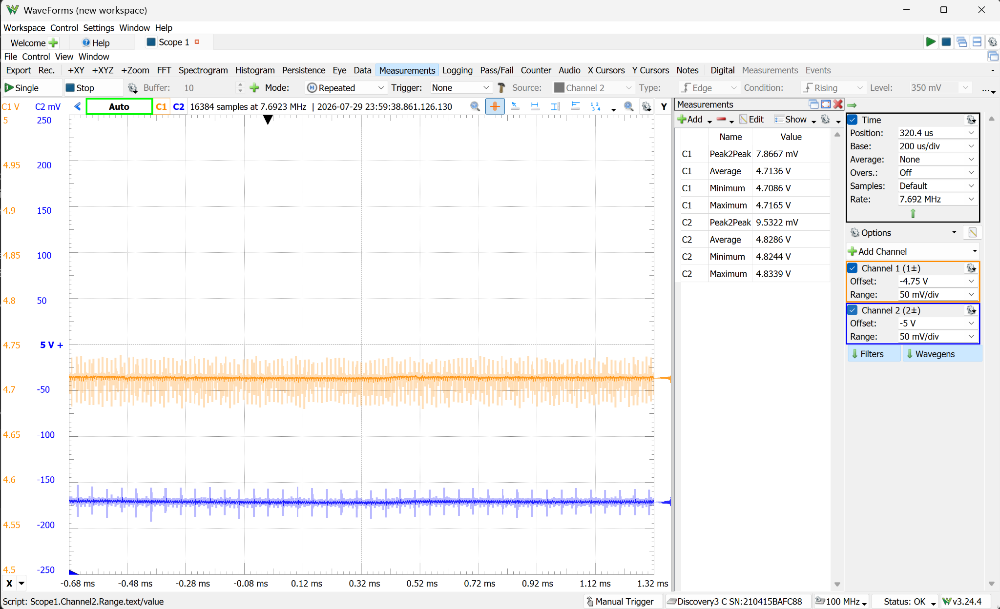 WaveForms (new workspace)
Workspace Control Settings Window Help
Welcome Help Scope 1
File Control View Window
Export Rec. +XY +XYZ +Zoom FFT Spectrogram Histogram Persistence Eye Data Measurements Logging Pass/Fail Counter Audio X Cursors Y Cursors Notes Digital Measurements Events
Single Stop Buffer: 10 Mode: Repeated Trigger: None Source: Channel 2 Type: Edge Condition: Rising Level: 350 mV ...
C1 V C2 mV Auto C1 C2 16384 samples at 7.6923 MHz | 2026-07-29 23:59:38.861.126.130 Y
5 250
4.95 200
4.9 150
4.85 100
4.8 50
4.75 5 V +
4.7 -50
4.65 -100
4.6 -150
4.55 -200
4.5 -250
X -0.68 ms -0.48 ms -0.28 ms -0.08 ms 0.12 ms 0.32 ms 0.52 ms 0.72 ms 0.92 ms 1.12 ms 1.32 ms
Measurements
Add Edit Show
Name Value
C1 Peak2Peak 7.8667 mV
C1 Average 4.7136 V
C1 Minimum 4.7086 V
C1 Maximum 4.7165 V
C2 Peak2Peak 9.5322 mV
C2 Average 4.8286 V
C2 Minimum 4.8244 V
C2 Maximum 4.8339 V
Time
Position: 320.4 us
Base: 200 us/div
Average: None
Overs.: Off
Samples: Default
Rate: 7.692 MHz
Options
Add Channel
Channel 1 (1±)
Offset: -4.75 V
Range: 50 mV/div
Channel 2 (2±)
Offset: -5 V
Range: 50 mV/div
Filters Wavegens
Script: Scope1.Channel2.Range.text/value Manual Trigger Discovery3 C SN:210415BAFC88 100 MHz Status: OK v3.24.4